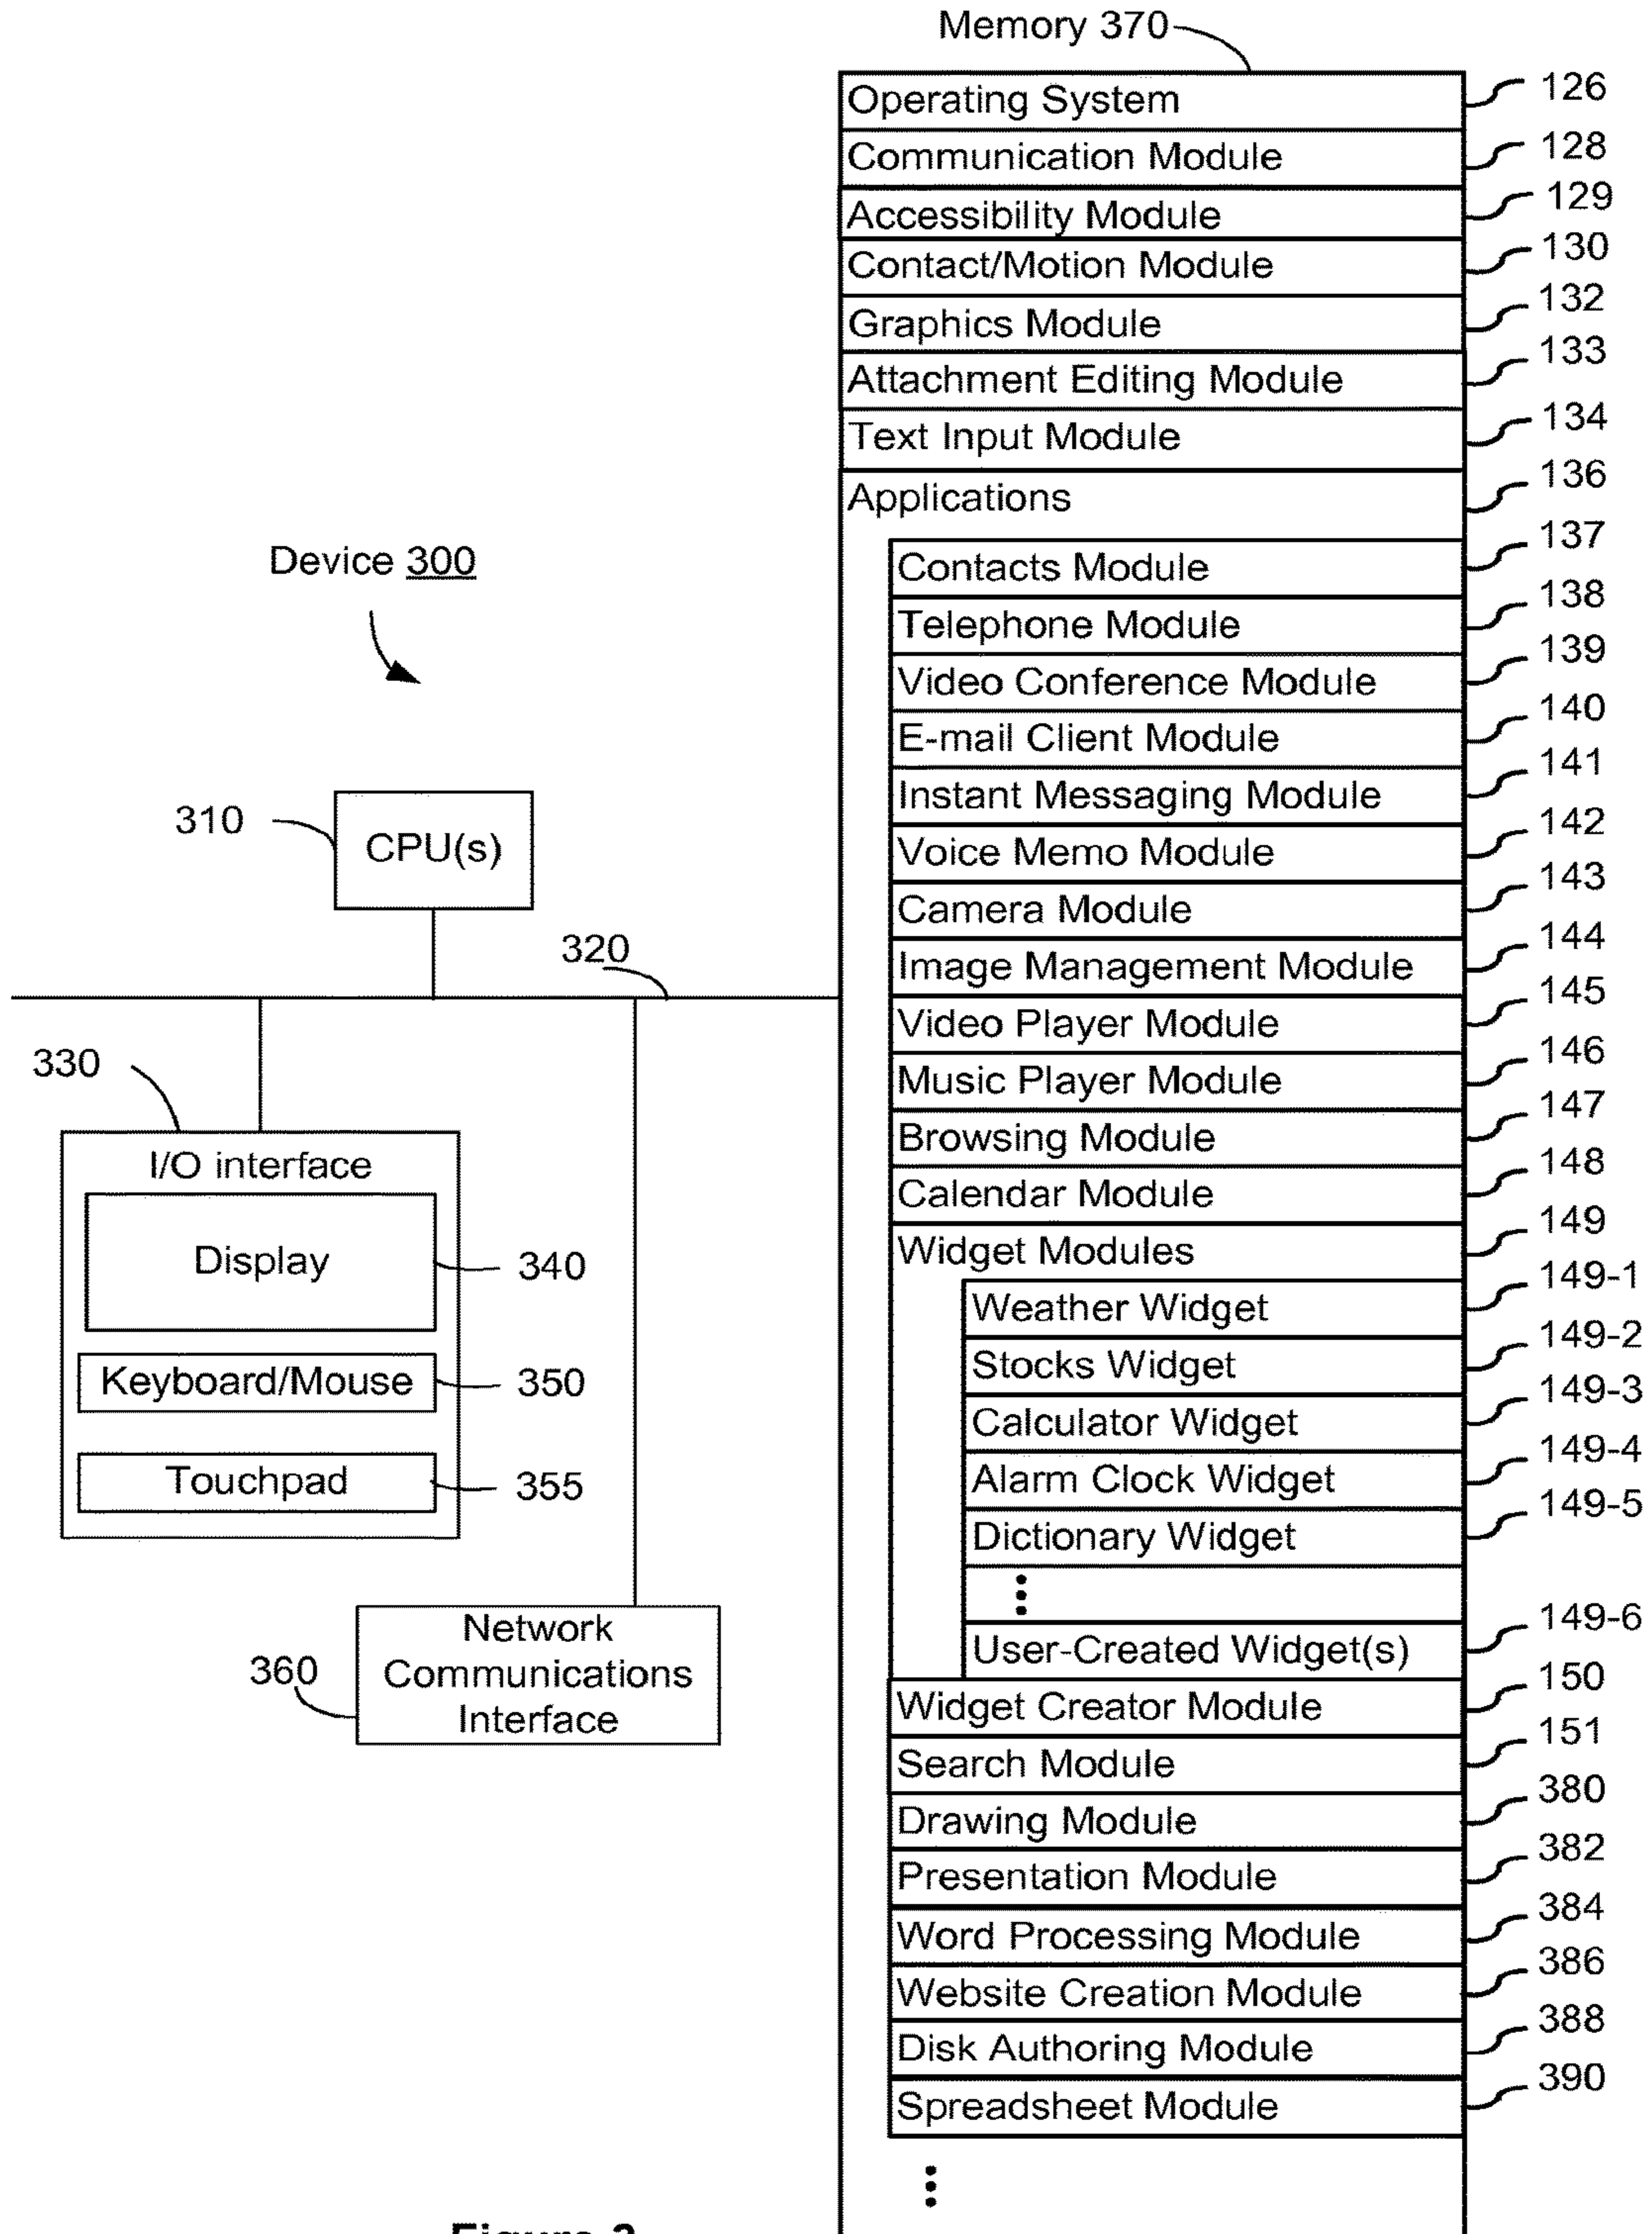 Memory 370
Operating System 126
Communication Module 128
Accessibility Module 129
Contact/Motion Module 130
Graphics Module 132
Attachment Editing Module 133
Text Input Module 134
Applications 136
Contacts Module 137
Telephone Module 138
Video Conference Module 139
E-mail Client Module 140
Instant Messaging Module 141
Voice Memo Module 142
Camera Module 143
Image Management Module 144
Video Player Module 145
Music Player Module 146
Browsing Module 147
Calendar Module 148
Widget Modules 149
Weather Widget 149-1
Stocks Widget 149-2
Calculator Widget 149-3
Alarm Clock Widget 149-4
Dictionary Widget 149-5
User-Created Widget(s) 149-6
Widget Creator Module 150
Search Module 151
Drawing Module 380
Presentation Module 382
Word Processing Module 384
Website Creation Module 386
Disk Authoring Module 388
Spreadsheet Module 390
Device 300
310
CPU(s)
320
330
I/O interface
Display 340
Keyboard/Mouse 350
Touchpad 355
360
Network
Communications
Interface